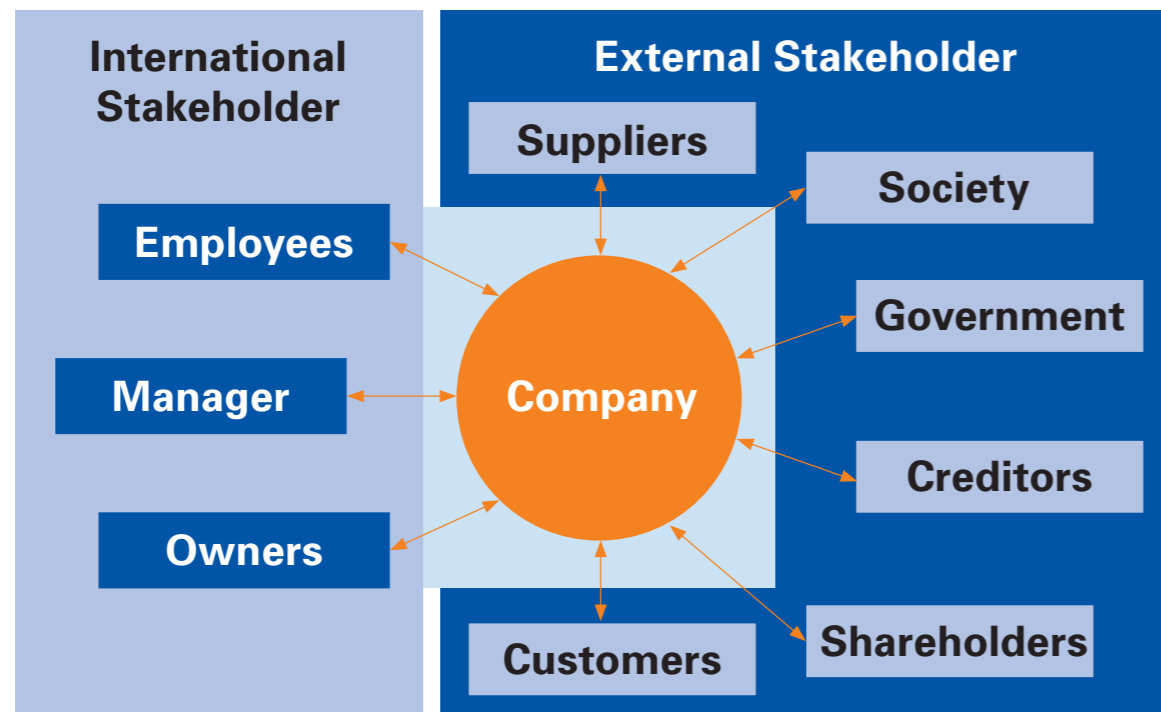 International
Stakeholder
Employees
Manager
Owners
External Stakeholder
Suppliers
Society
Government
Company
Creditors
Shareholders
Customers